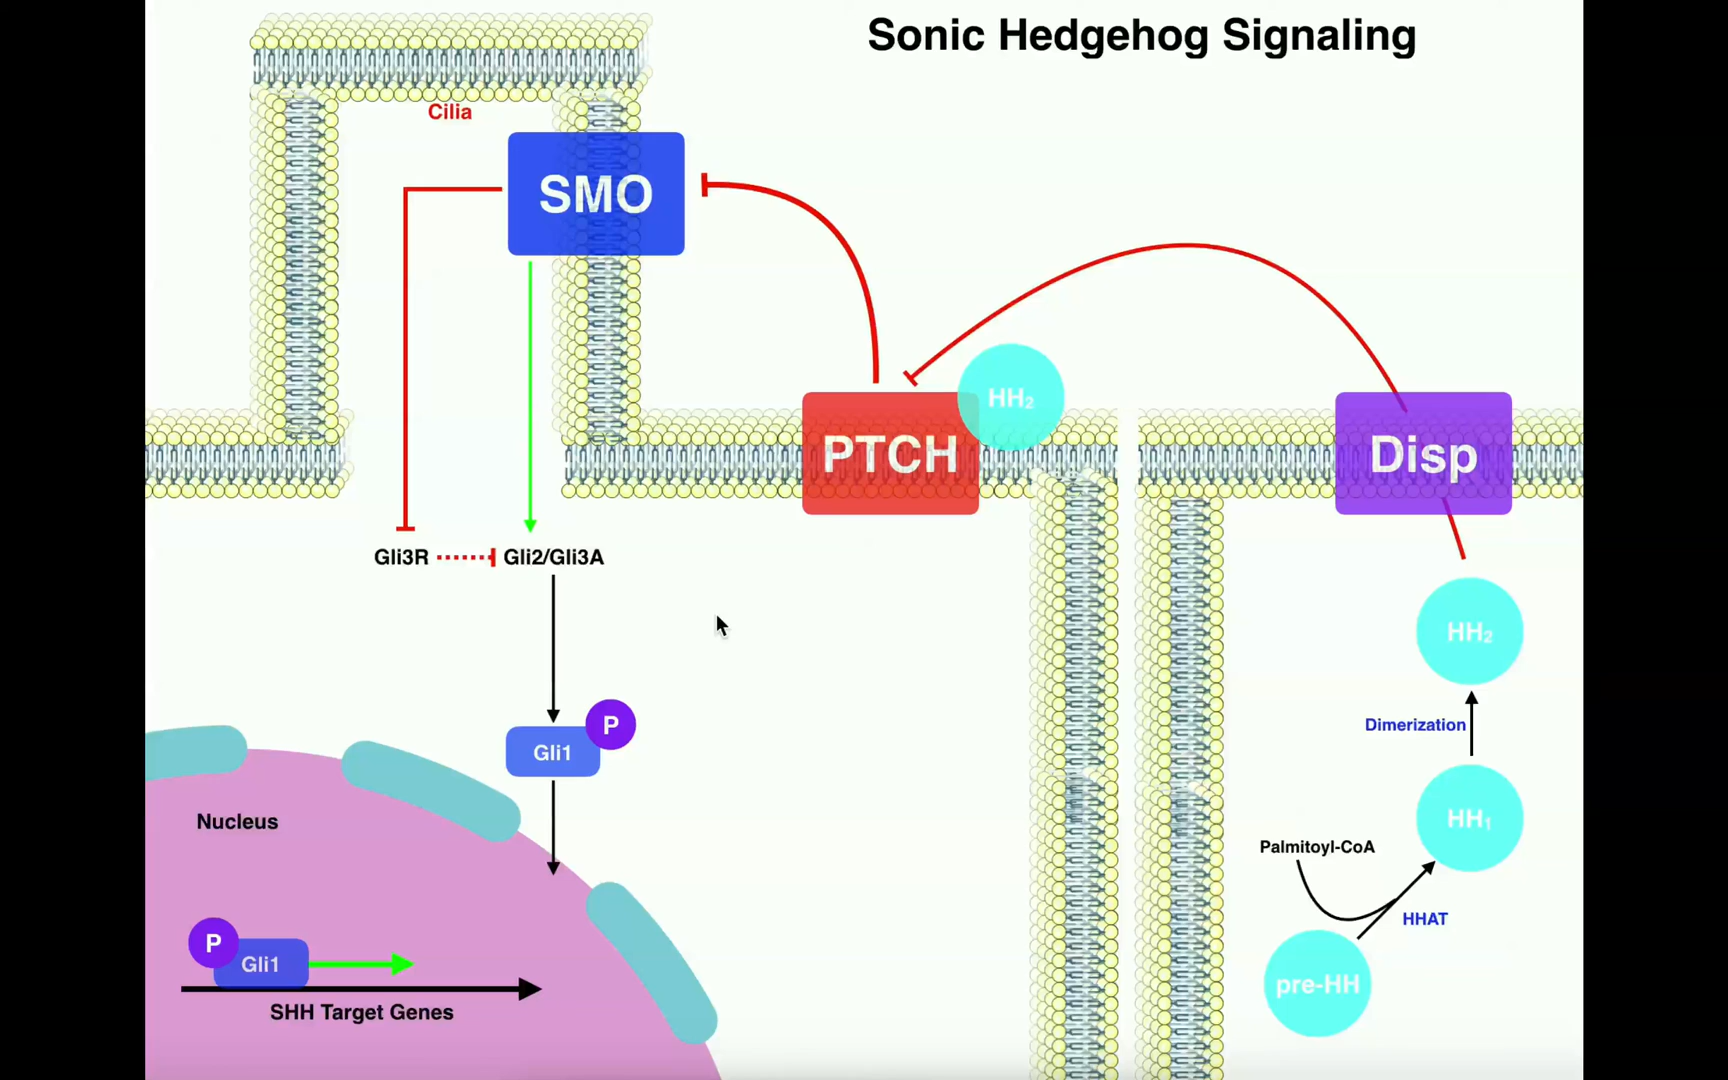 Sonic Hedgehog Signaling
Cilia
SMO
HH₂
PTCH
Disp
Gli3R
Gli2/Gli3A
HH₂
P
Dimerization
Gli1
HH₁
Nucleus
Palmitoyl-CoA
HHAT
P
Gli1
pre-HH
SHH Target Genes